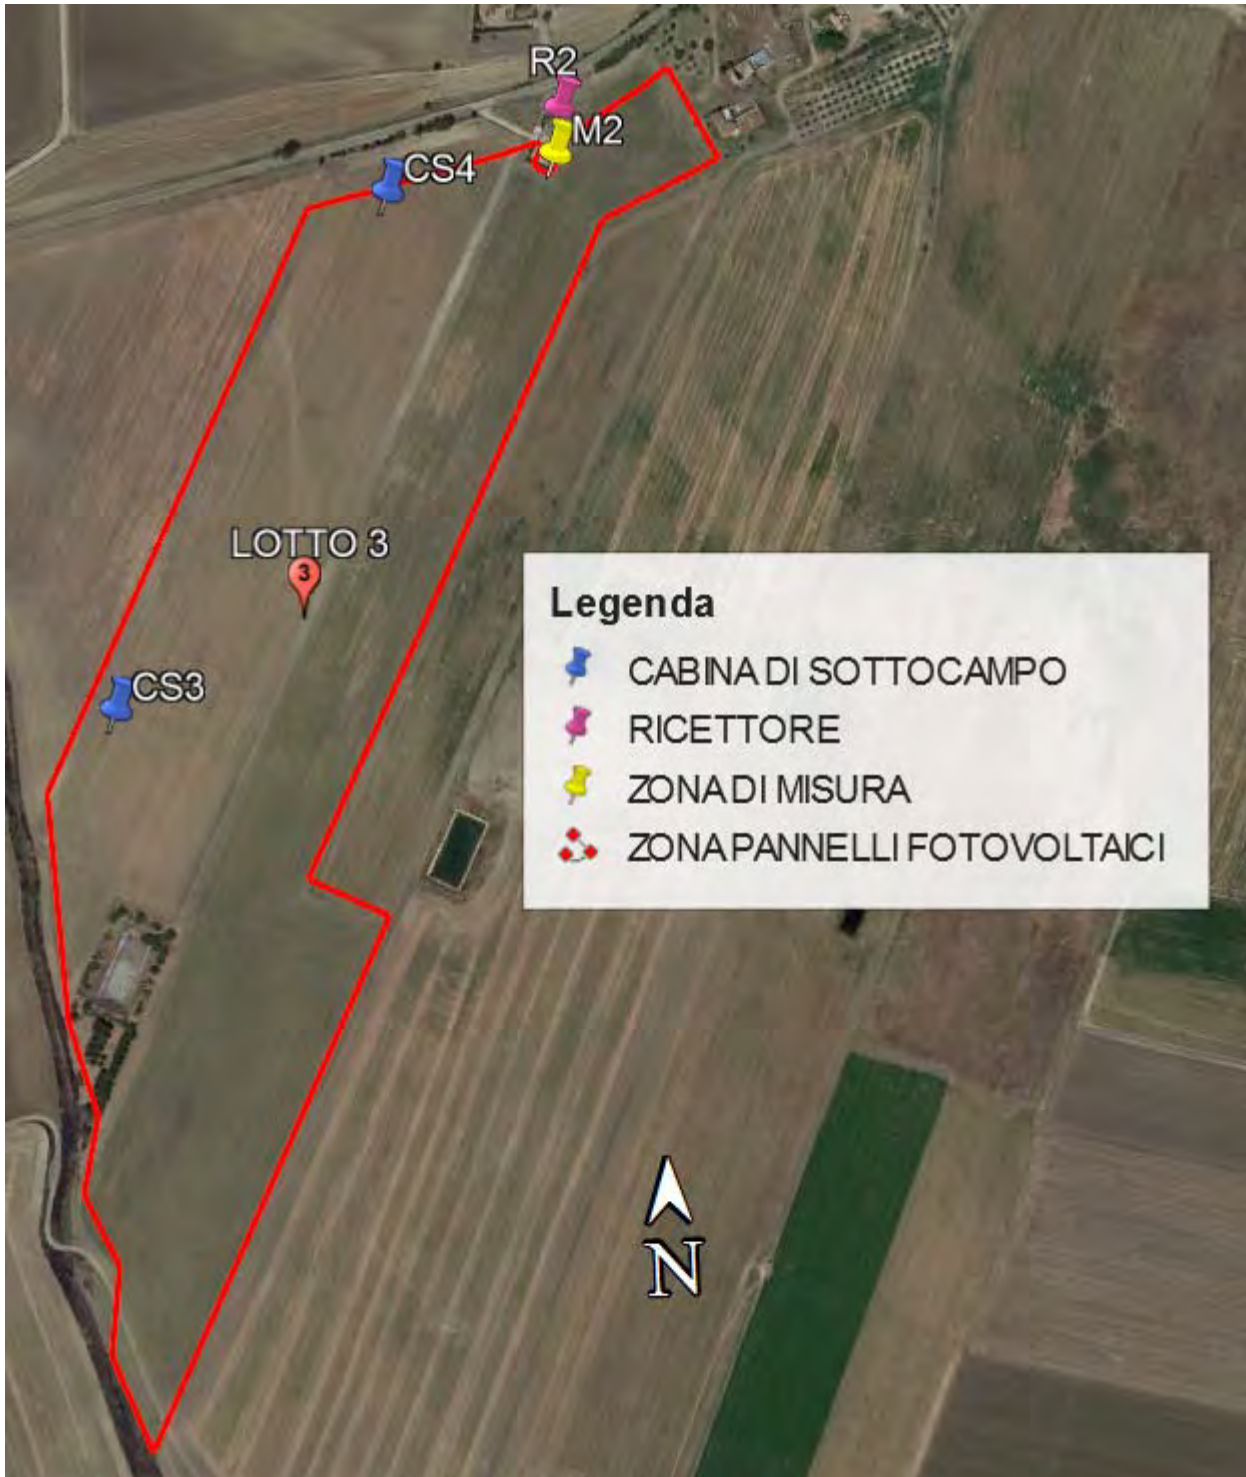 R2
M2
CS4
LOTTO 3
3
CS3
Legenda
CABINA DI SOTTOCAMPO
RICETTORE
ZONA DI MISURA
ZONA PANNELLI FOTOVOLTAICI
N